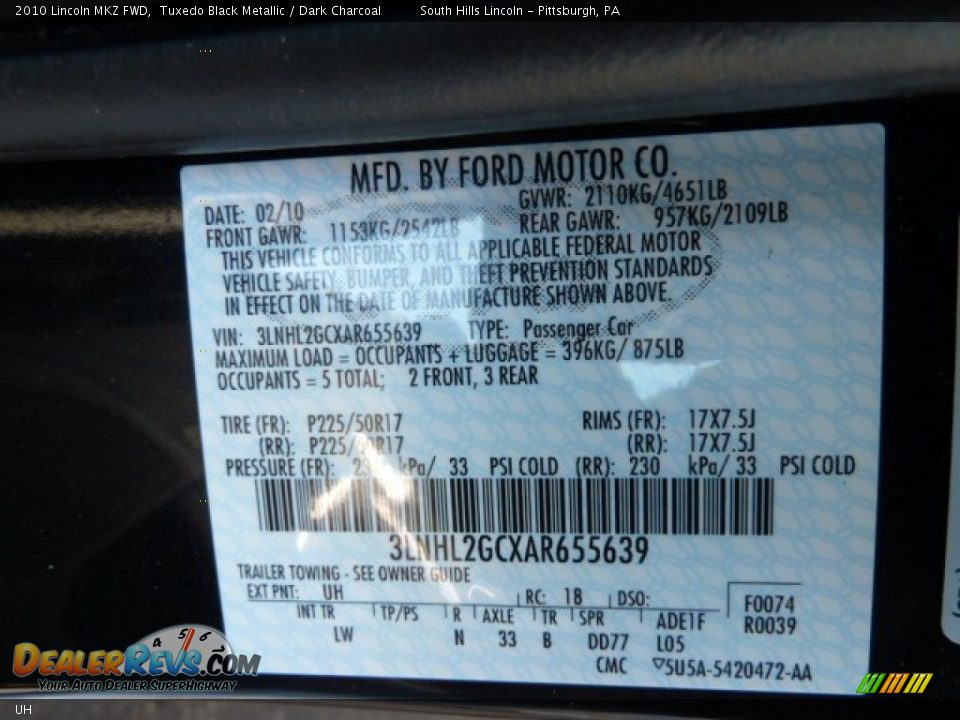 2010 Lincoln MKZ FWD, Tuxedo Black Metallic / Dark Charcoal South Hills Lincoln - Pittsburgh, PA
MFD. BY FORD MOTOR CO.
DATE: 02/10 GVWR: 2110KG/4651LB
FRONT GAWR: 1153KG/2542LB REAR GAWR: 957KG/2109LB
THIS VEHICLE CONFORMS TO ALL APPLICABLE FEDERAL MOTOR
VEHICLE SAFETY, BUMPER, AND THEFT PREVENTION STANDARDS
IN EFFECT ON THE DATE OF MANUFACTURE SHOWN ABOVE.
VIN: 3LNHL2GCXAR655639 TYPE: Passenger Car
MAXIMUM LOAD = OCCUPANTS + LUGGAGE = 396KG/ 875LB
OCCUPANTS = 5 TOTAL; 2 FRONT, 3 REAR
TIRE (FR): P225/50R17 RIMS (FR): 17X7.5J
(RR): P225/50R17 (RR): 17X7.5J
PRESSURE (FR): 230 kPa/ 33 PSI COLD (RR): 230 kPa/ 33 PSI COLD
3LNHL2GCXAR655639
TRAILER TOWING - SEE OWNER GUIDE
EXT PNT: UH RC: 18 DSO: F0074
INT TR TP/PS R AXLE TR SPR ADE1F R0039
LW N 33 B DD77 L05
CMC ▽5U5A-5420472-AA
4 5 6
DEALERREVS.COM
YOUR AUTO DEALER SUPERHIGHWAY
UH